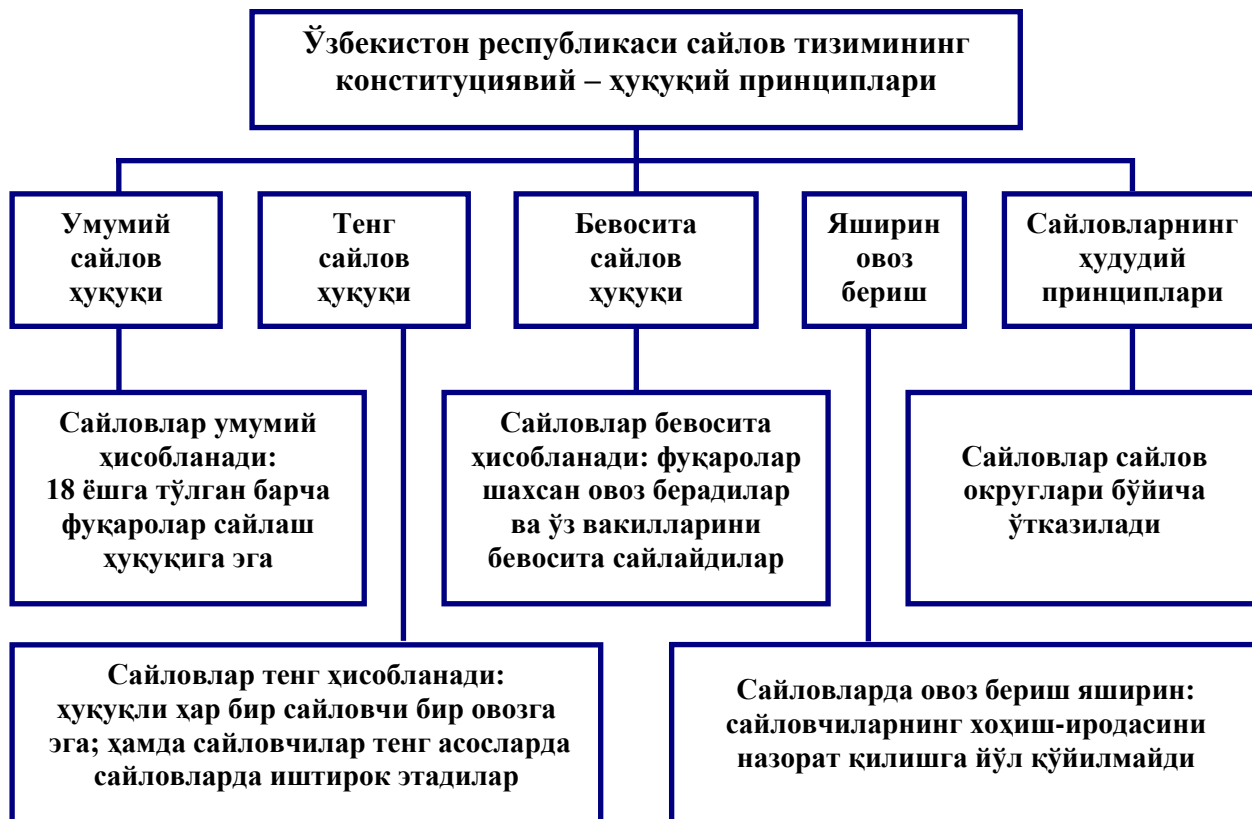 Ўзбекистон республикаси сайлов тизимининг
конституциявий – ҳуқуқий принциплари
Умумий
сайлов
ҳуқуқи
Тенг
сайлов
ҳуқуқи
Бевосита
сайлов
ҳуқуқи
Яширин
овоз
бериш
Сайловларнинг
ҳудудий
принциплари
Сайловлар умумий
ҳисобланади:
18 ёшга тўлган барча
фуқаролар сайлаш
ҳуқуқига эга
Сайловлар бевосита
ҳисобланади: фуқаролар
шахсан овоз берадилар
ва ўз вакилларини
бевосита сайлайдилар
Сайловлар сайлов
округлари бўйича
ўтказилади
Сайловлар тенг ҳисобланади:
ҳуқуқли ҳар бир сайловчи бир овозга
эга; ҳамда сайловчилар тенг асосларда
сайловларда иштирок этадилар
Сайловларда овоз бериш яширин:
сайловчиларнинг хоҳиш-иродасини
назорат қилишга йўл қўйилмайди